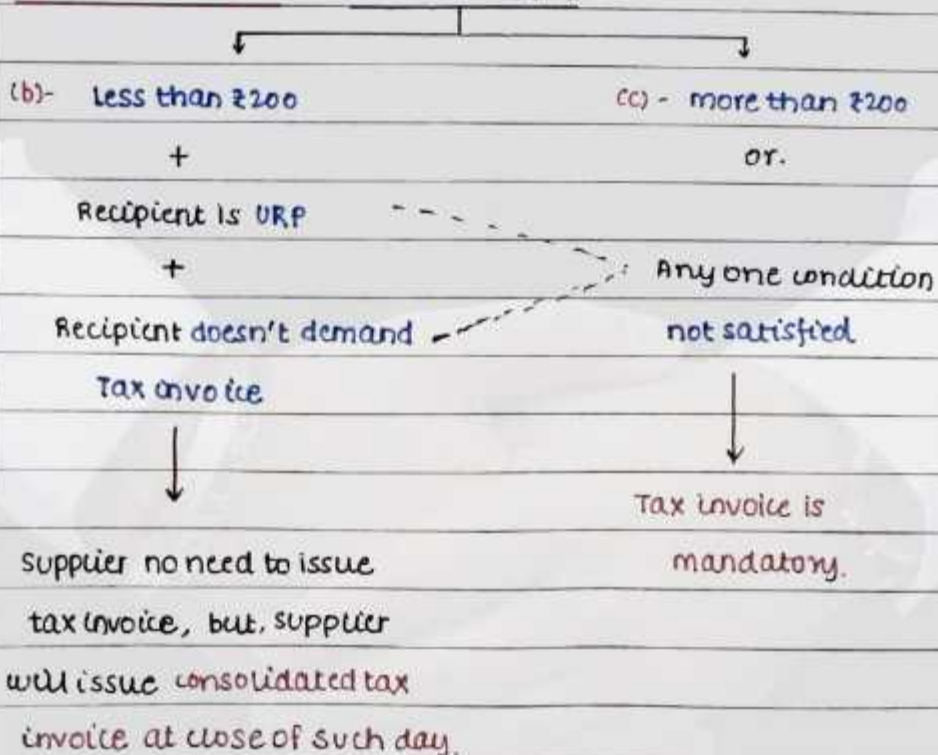 (b)- Less than ₹200
+
Recipient is URP
+
Recipient doesn't demand
Tax invoice
Supplier no need to issue
tax invoice, but, supplier
will issue consolidated tax
invoice at close of such day.
(c) - more than ₹200
or.
Any one condition
not satisfied
Tax invoice is
mandatory.